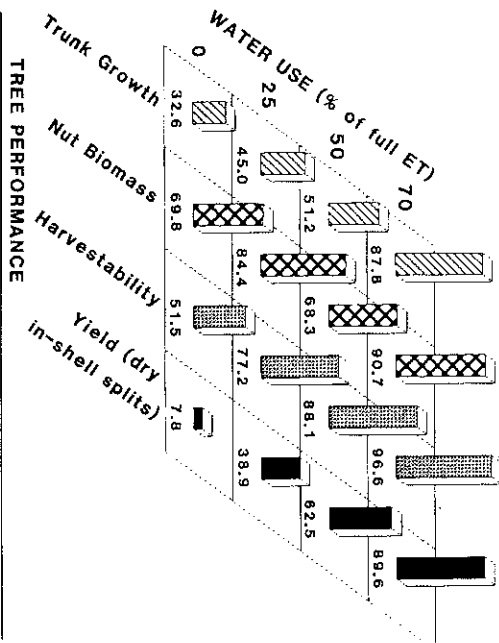 WATER USE (% of full ET)
0
25
50
70
32.6
45.0
51.2
87.8
69.8
84.4
68.3
90.7
51.5
77.2
88.1
96.6
7.8
38.9
62.5
89.6
Trunk Growth
Nut Biomass
Harvestability
Yield (dry
in-shell splits)
TREE PERFORMANCE